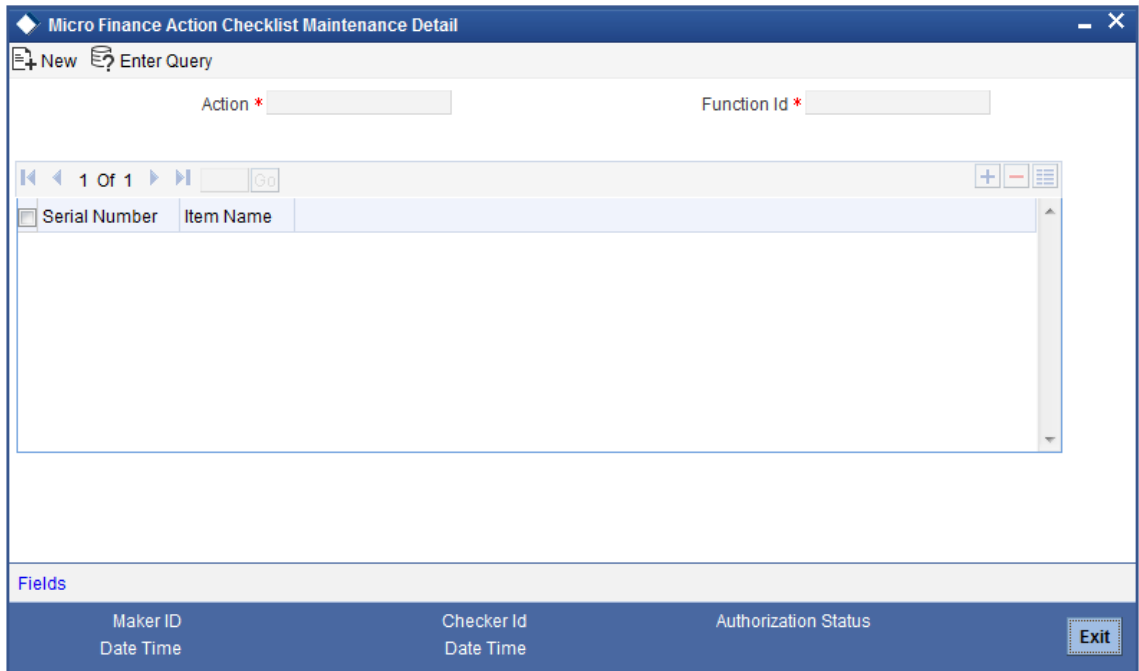 Micro Finance Action Checklist Maintenance Detail
New Enter Query
Action * Function Id *
1 Of 1 Go
Serial Number Item Name
Fields
Maker ID Checker Id Authorization Status
Date Time Date Time
Exit